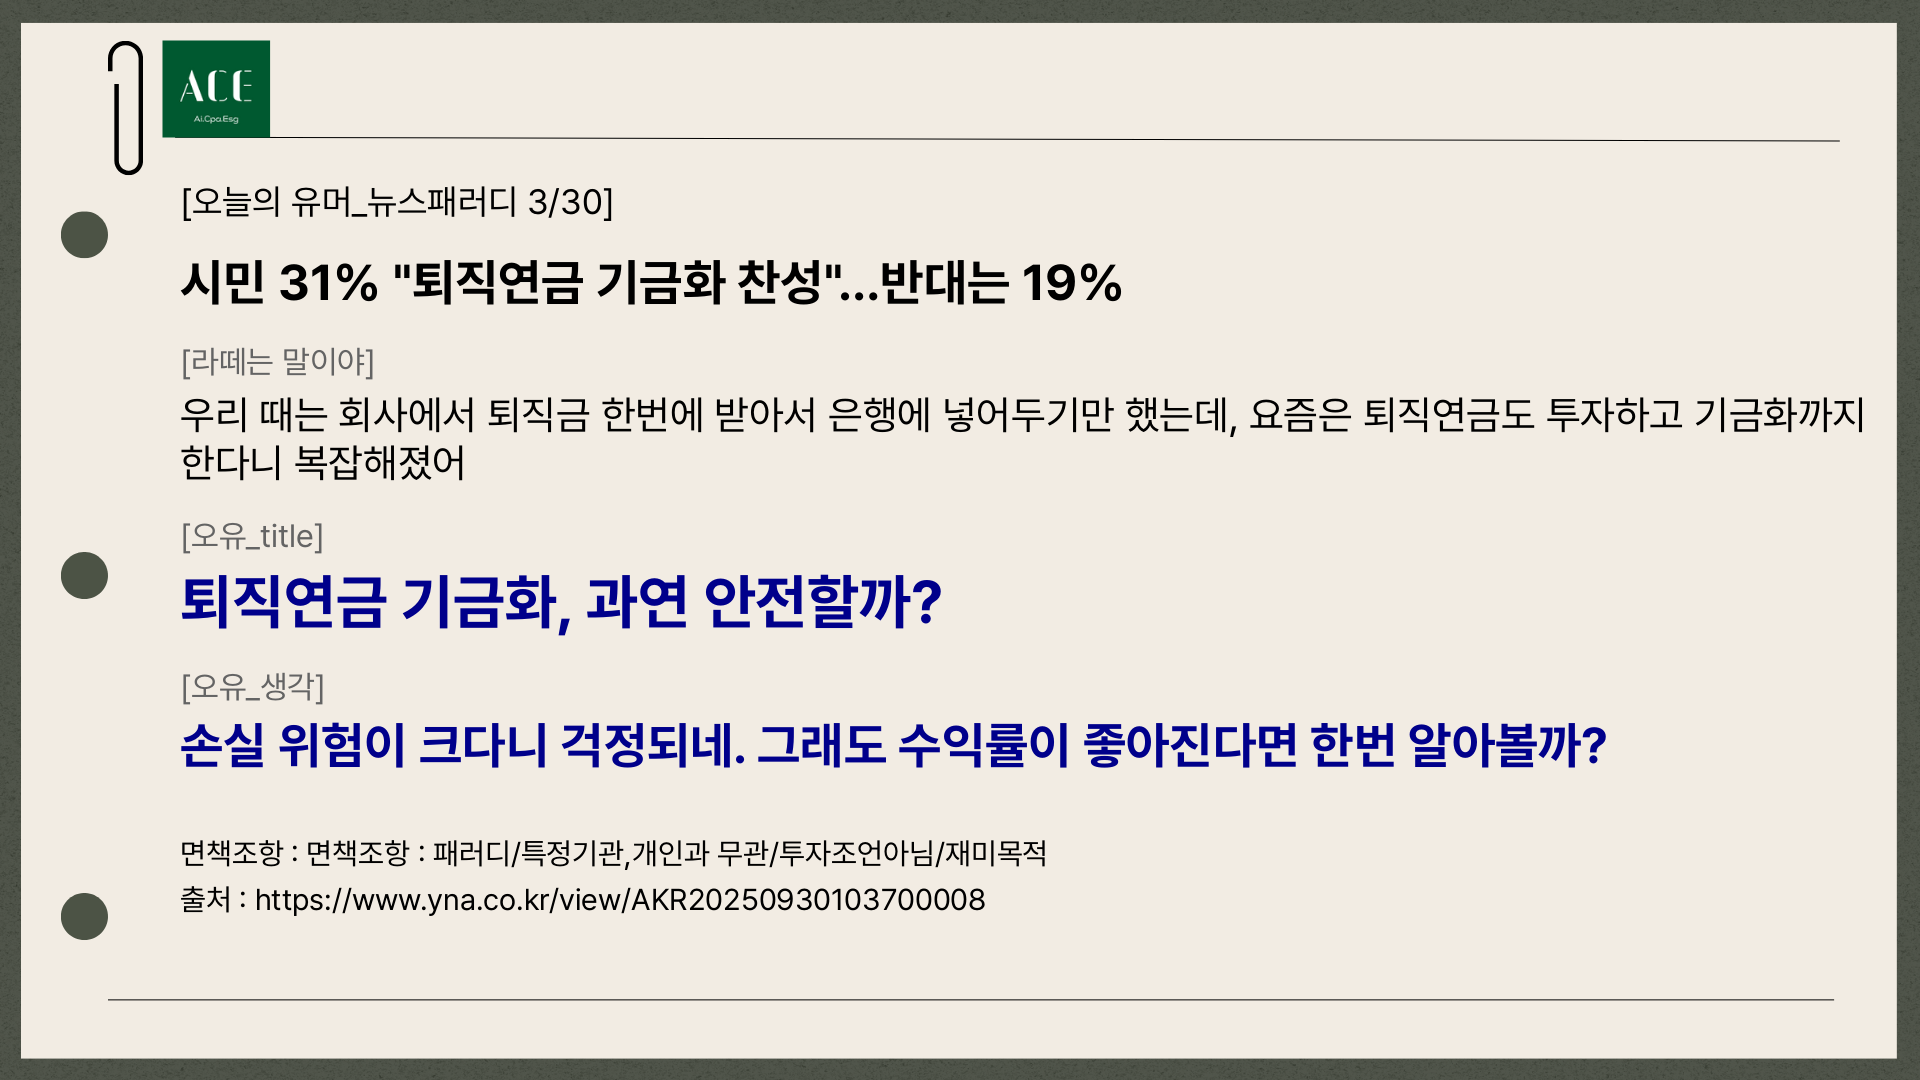 ACE
Ai.Cpa.Esg
[오늘의 유머_뉴스패러디 3/30]
시민 31% "퇴직연금 기금화 찬성"...반대는 19%
[라떼는 말이야]
우리 때는 회사에서 퇴직금 한번에 받아서 은행에 넣어두기만 했는데, 요즘은 퇴직연금도 투자하고 기금화까지
한다니 복잡해졌어
[오유_title]
퇴직연금 기금화, 과연 안전할까?
[오유_생각]
손실 위험이 크다니 걱정되네. 그래도 수익률이 좋아진다면 한번 알아볼까?
면책조항 : 면책조항 : 패러디/특정기관,개인과 무관/투자조언아님/재미목적
출처 : https://www.yna.co.kr/view/AKR20250930103700008